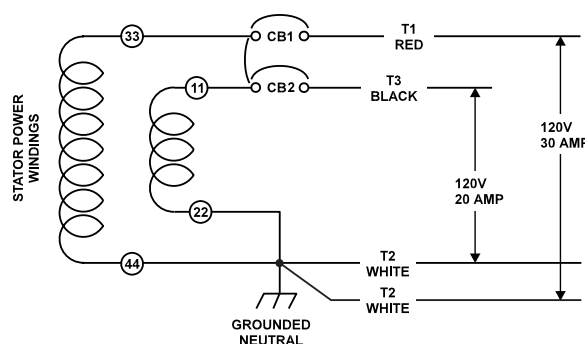 33
CB1
T1
RED
11
CB2
T3
BLACK
STATOR POWER
WINDINGS
120V
30 AMP
120V
20 AMP
22
44
T2
WHITE
T2
WHITE
GROUNDED
NEUTRAL